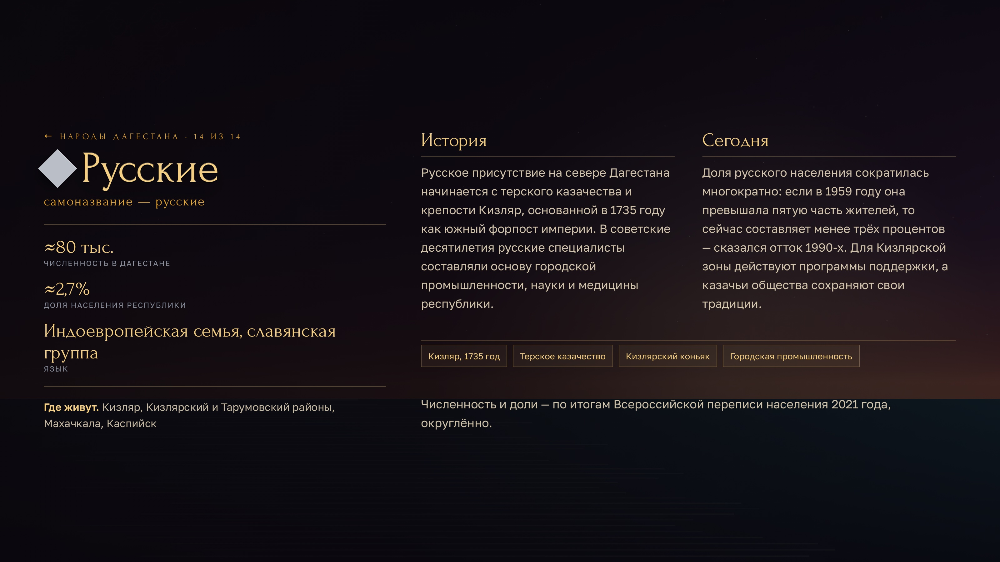 ← НАРОДЫ ДАГЕСТАНА · 14 ИЗ 14
Русские
самоназвание — русские
≈80 тыс.
ЧИСЛЕННОСТЬ В ДАГЕСТАНЕ
≈2,7%
ДОЛЯ НАСЕЛЕНИЯ РЕСПУБЛИКИ
Индоевропейская семья, славянская
группа
ЯЗЫК
Где живут. Кизляр, Кизлярский и Тарумовский районы,
Махачкала, Каспийск
История
Русское присутствие на севере Дагестана
начинается с терского казачества и
крепости Кизляр, основанной в 1735 году
как южный форпост империи. В советские
десятилетия русские специалисты
составляли основу городской
промышленности, науки и медицины
республики.
Сегодня
Доля русского населения сократилась
многократно: если в 1959 году она
превышала пятую часть жителей, то
сейчас составляет менее трёх процентов
— сказался отток 1990-х. Для Кизлярской
зоны действуют программы поддержки, а
казачьи общества сохраняют свои
традиции.
Кизляр, 1735 год
Терское казачество
Кизлярский коньяк
Городская промышленность
Численность и доли — по итогам Всероссийской переписи населения 2021 года,
округлённо.